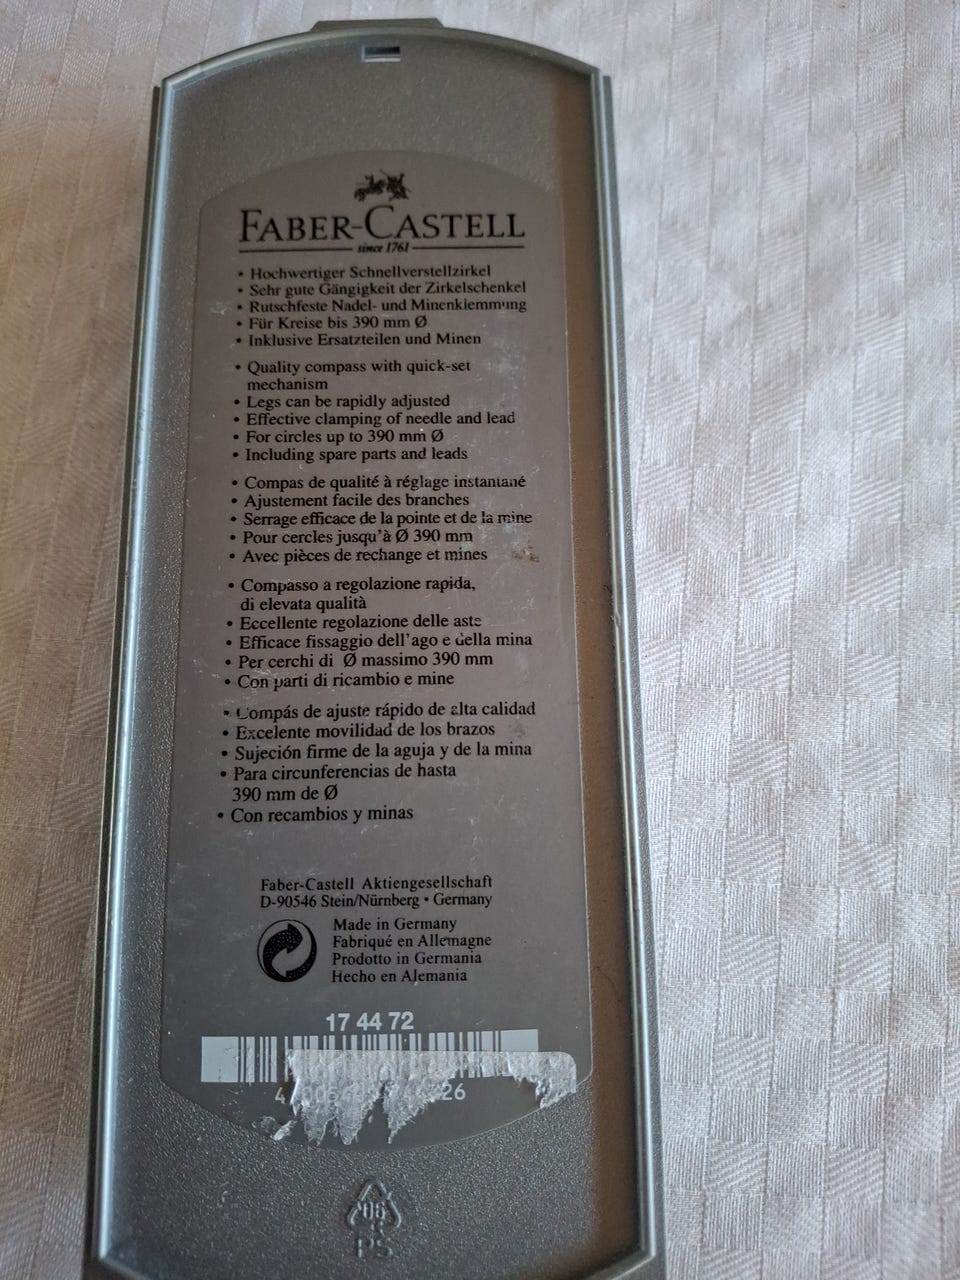 FABER-CASTELL
since 1761
• Hochwertiger Schnellverstellzirkel
• Sehr gute Gängigkeit der Zirkelschenkel
• Rutschfeste Nadel- und Minenklemmung
• Für Kreise bis 390 mm Ø
• Inklusive Ersatzteilen und Minen
• Quality compass with quick-set
mechanism
• Legs can be rapidly adjusted
• Effective clamping of needle and lead
• For circles up to 390 mm Ø
• Including spare parts and leads
• Compas de qualité à réglage instantané
• Ajustement facile des branches
• Serrage efficace de la pointe et de la mine
• Pour cercles jusqu'à Ø 390 mm
• Avec pièces de rechange et mines
• Compasso a regolazione rapida,
di elevata qualità
• Eccellente regolazione delle aste
• Efficace fissaggio dell'ago e della mina
• Per cerchi di Ø massimo 390 mm
• Con parti di ricambio e mine
• Compás de ajuste rápido de alta calidad
• Excelente movilidad de los brazos
• Sujeción firme de la aguja y de la mina
• Para circunferencias de hasta
390 mm de Ø
• Con recambios y minas
Faber-Castell Aktiengesellschaft
D-90546 Stein/Nürnberg • Germany
Made in Germany
Fabriqué en Allemagne
Prodotto in Germania
Hecho en Alemania
17 44 72
06
PS